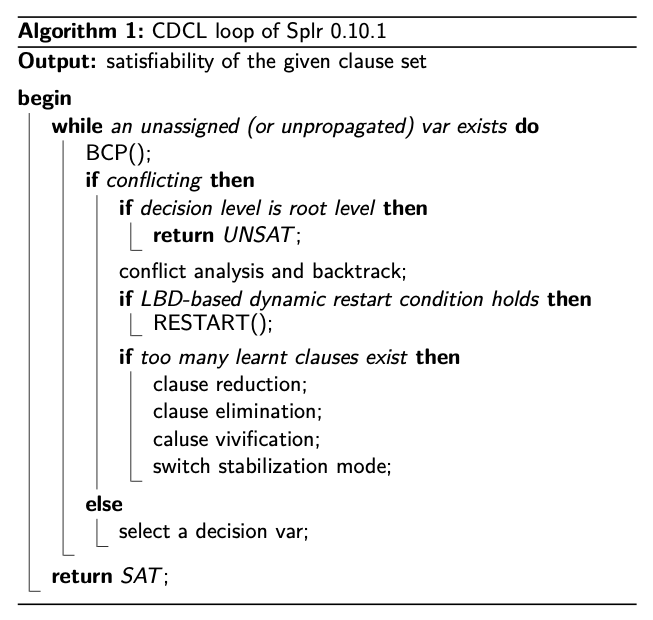 Algorithm 1: CDCL loop of Splr 0.10.1
Output: satisfiability of the given clause set
begin
while an unassigned (or unpropagated) var exists do
BCP();
if conflicting then
if decision level is root level then
return UNSAT;
conflict analysis and backtrack;
if LBD-based dynamic restart condition holds then
RESTART();
if too many learnt clauses exist then
clause reduction;
clause elimination;
caluse vivification;
switch stabilization mode;
else
select a decision var;
return SAT;